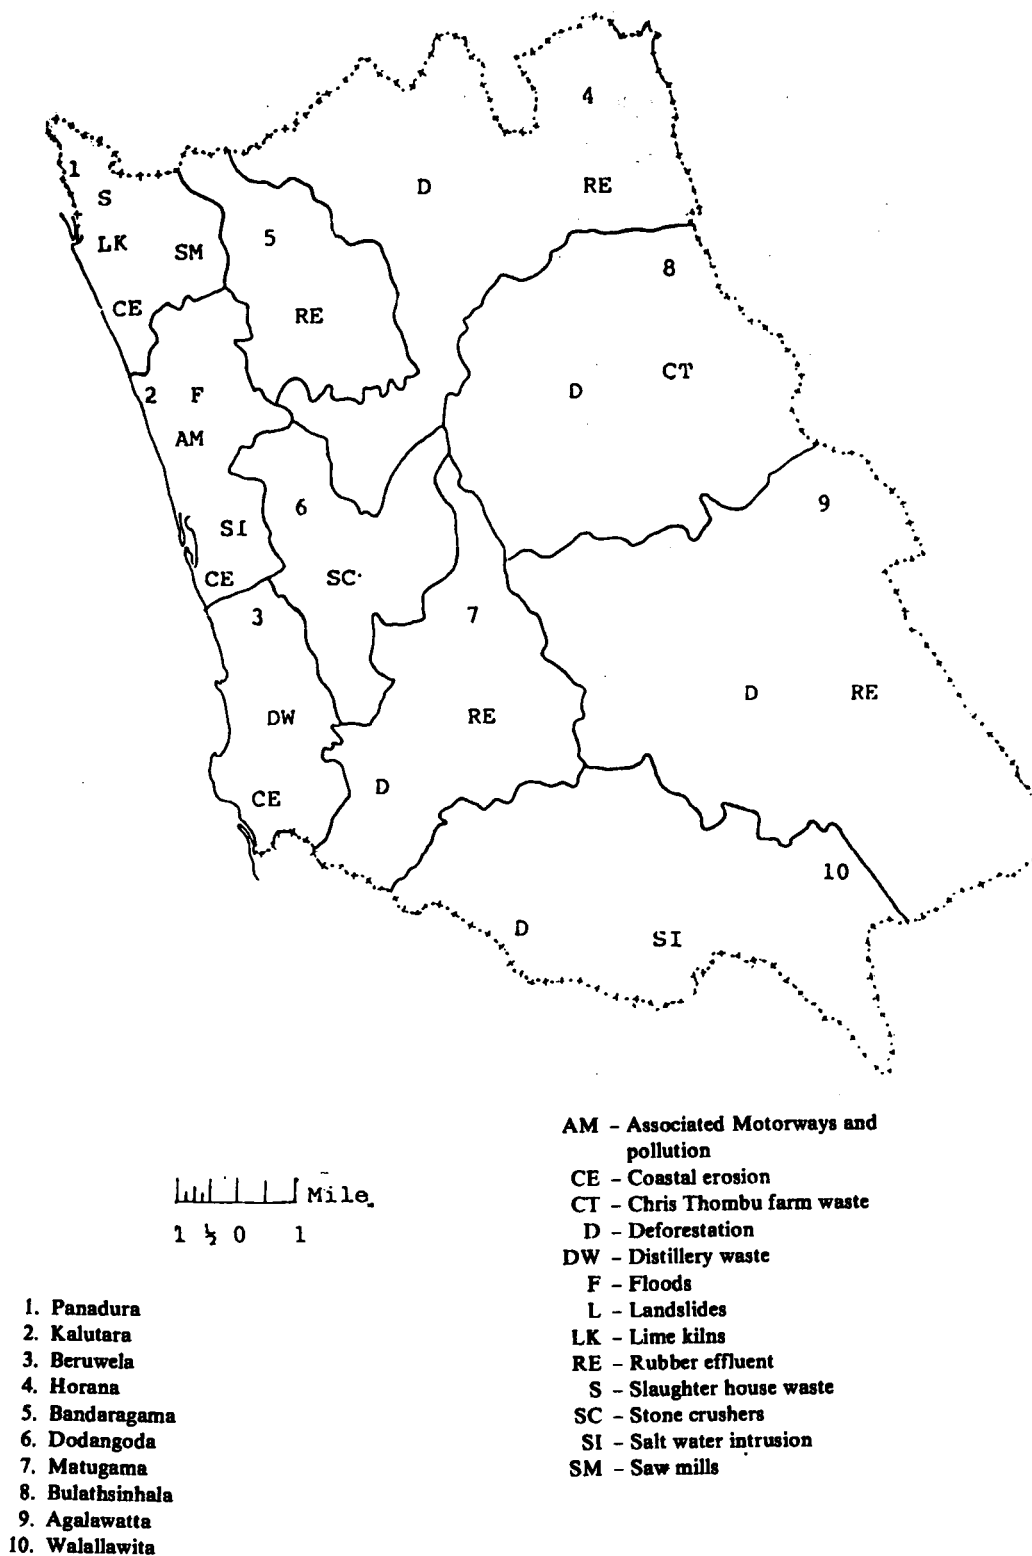 4
1
S
D
RE
LK
SM
5
8
CE
RE
CT
D
2
F
AM
6
9
SI
SC
CE
3
7
D
RE
DW
RE
D
CE
10
D
SI
AM – Associated Motorways and
pollution
CE – Coastal erosion
CT – Chris Thombu farm waste
D – Deforestation
DW – Distillery waste
F – Floods
L – Landslides
LK – Lime kilns
RE – Rubber effluent
S – Slaughter house waste
SC – Stone crushers
SI – Salt water intrusion
SM – Saw mills
Mile
1 ½ 0 1
1. Panadura
2. Kalutara
3. Beruwela
4. Horana
5. Bandaragama
6. Dodangoda
7. Matugama
8. Bulathsinhala
9. Agalawatta
10. Walallawita